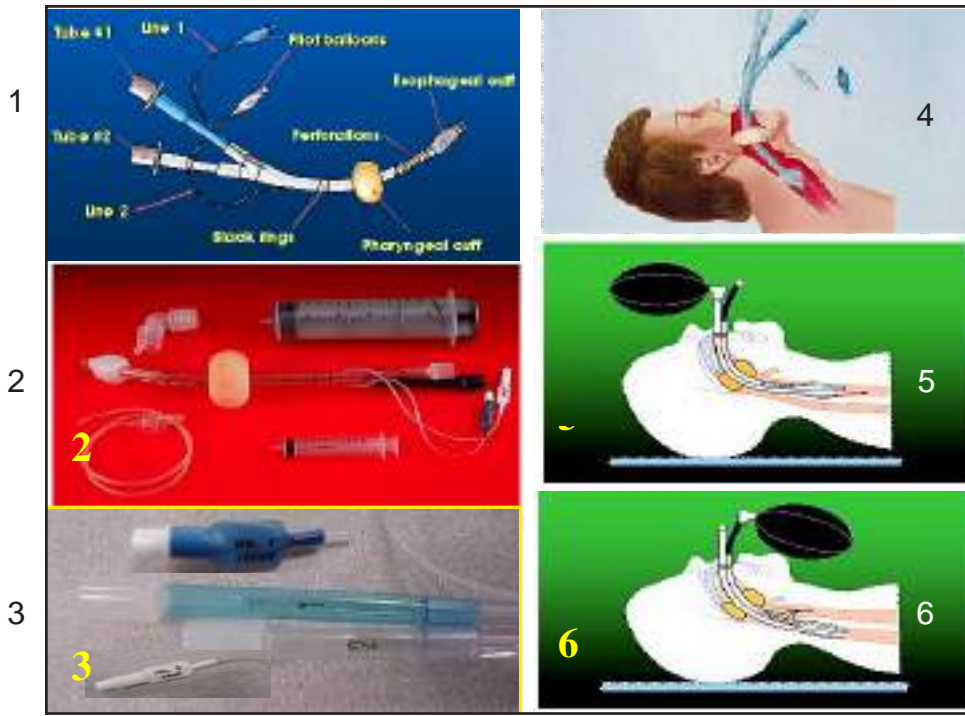 1
Tube #1
Line 1
Pilot balloons
Esophageal cuff
Perforations
Tube #2
Line 2
Black rings
Pharyngeal cuff
2
2
3
3
4
5
6
6